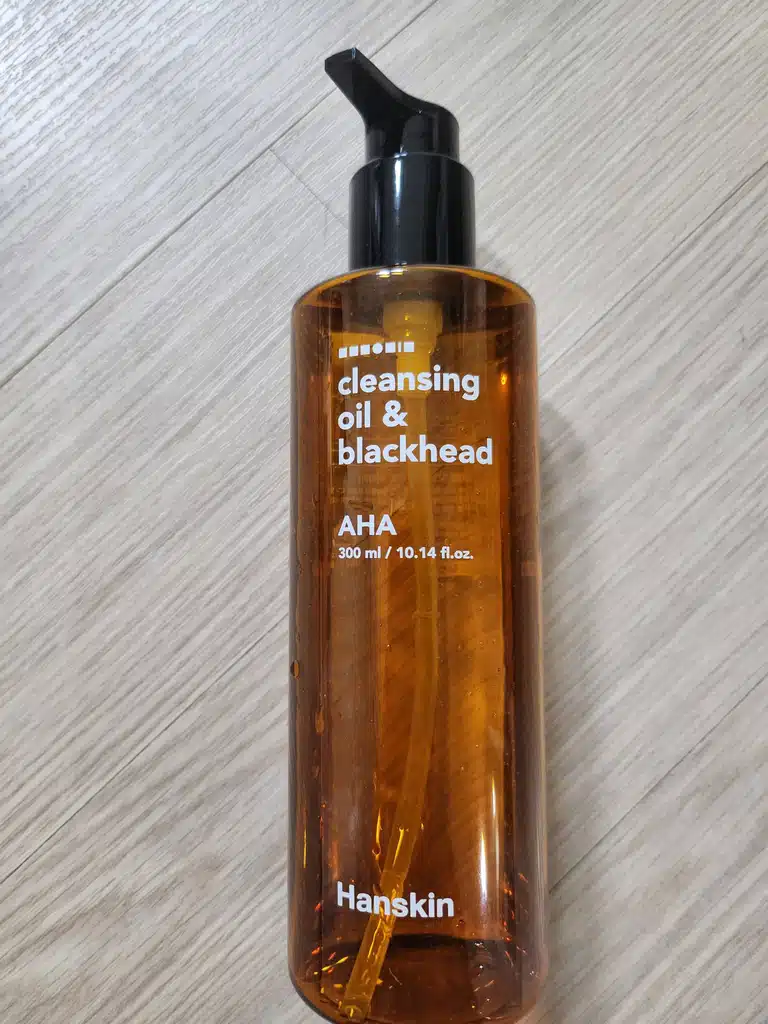 cleansing
oil &
blackhead
AHA
300 ml / 10.14 fl.oz.
Hanskin